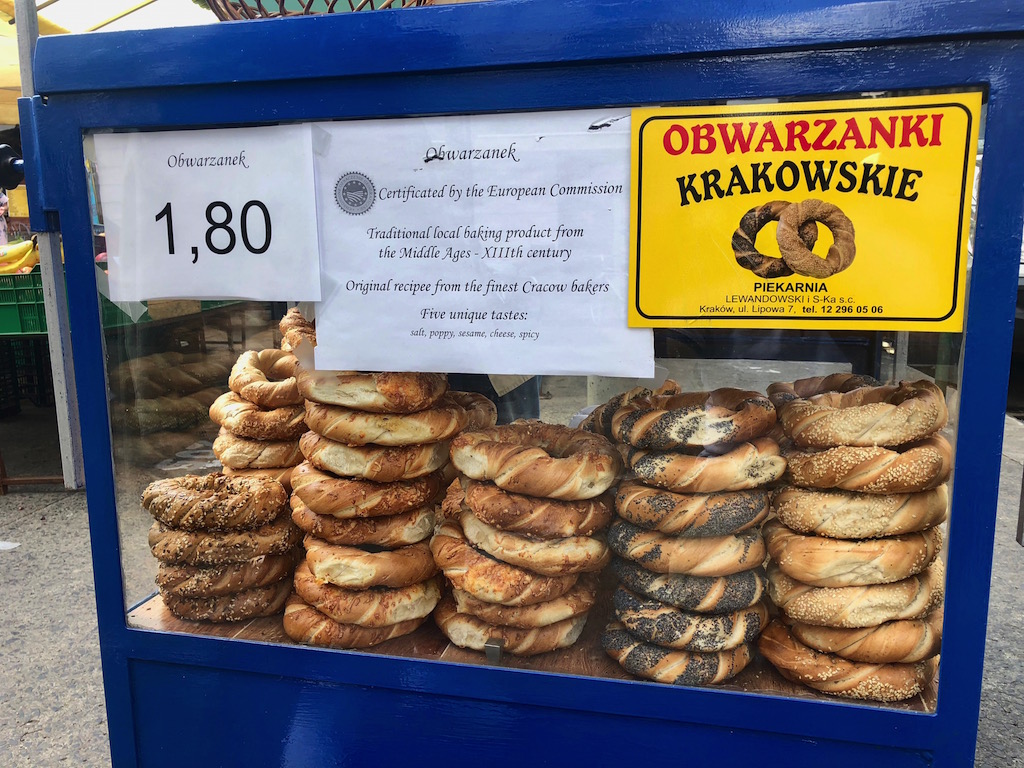 Obwarzanek
1,80
Obwarzanek
Certificated by the European Commission
Traditional local baking product from
the Middle Ages - XIIIth century
Original recipee from the finest Cracow bakers
Five unique tastes:
salt, poppy, sesame, cheese, spicy
OBWARZANKI
KRAKOWSKIE
PIEKARNIA
LEWANDOWSKI i S-Ka s.c.
Kraków, ul. Lipowa 7, tel. 12 296 05 06